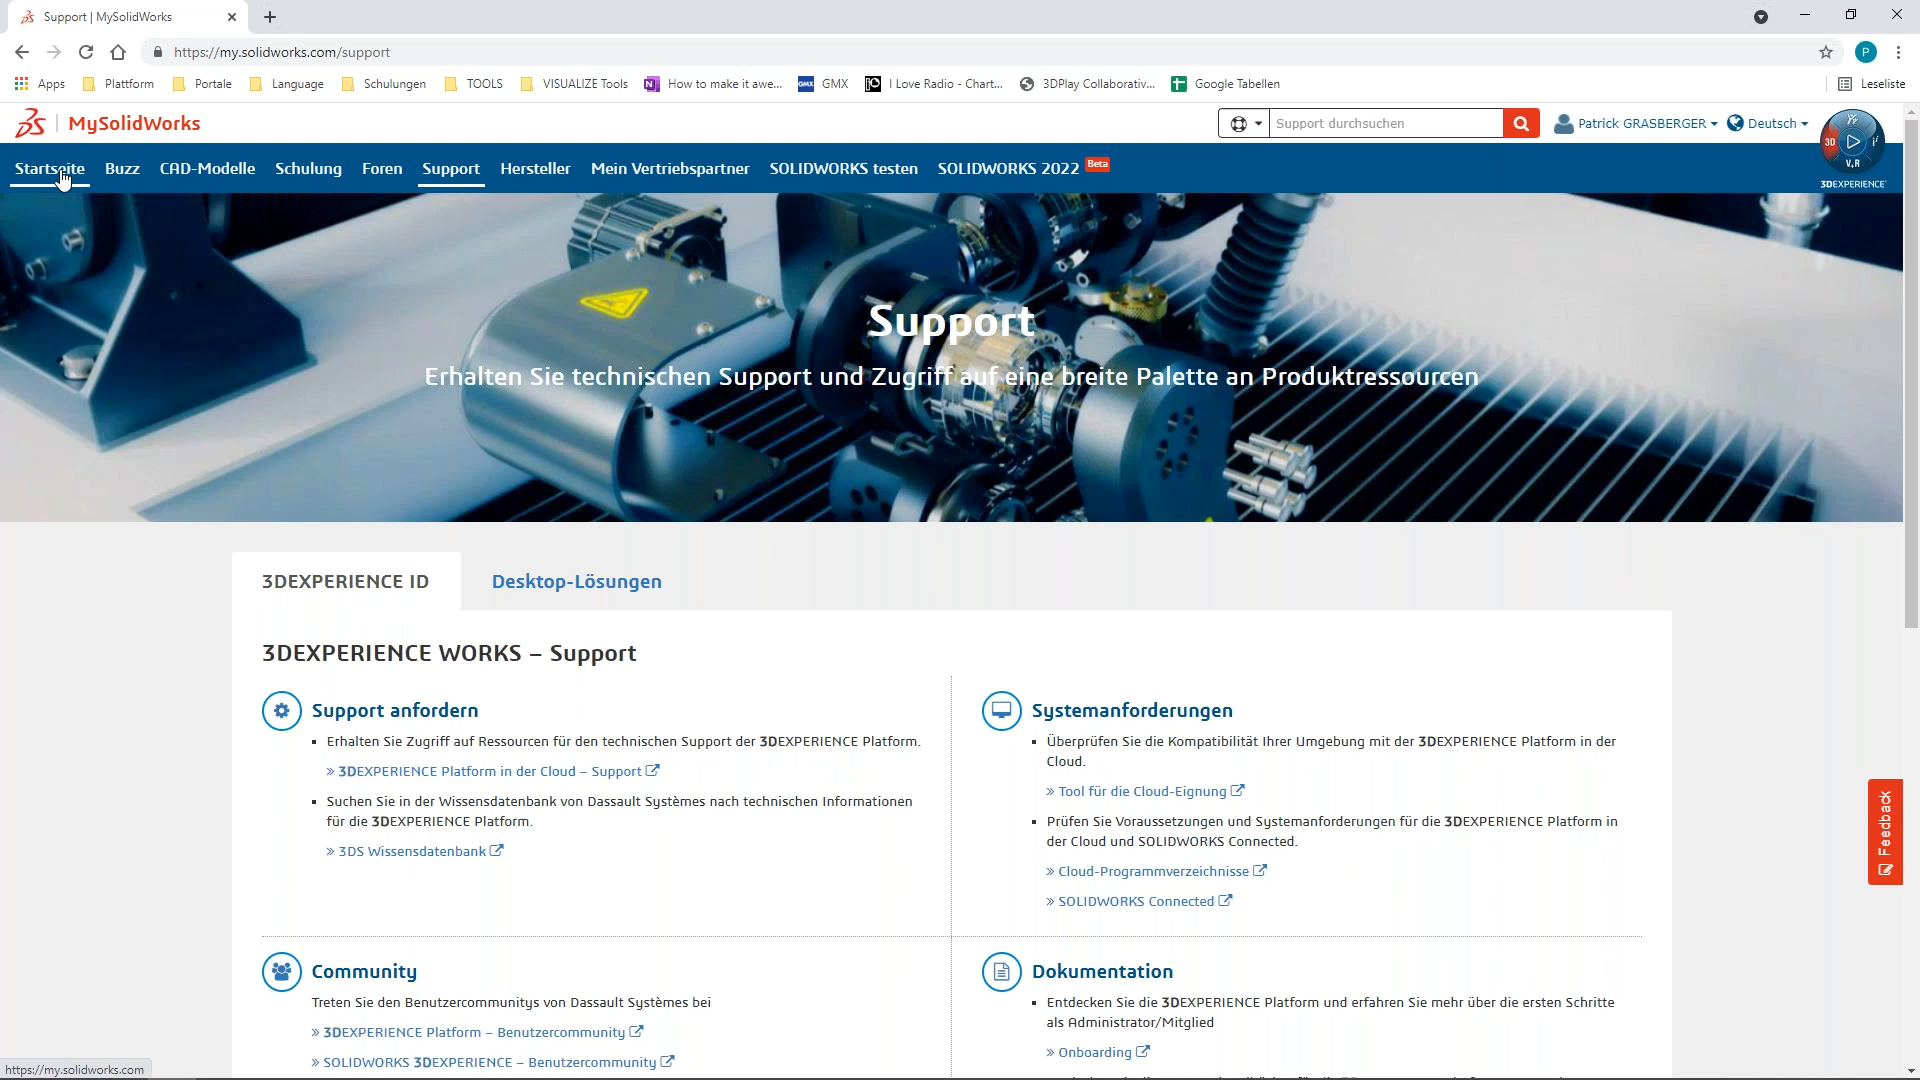 Support | MySolidWorks
https://my.solidworks.com/support
Apps Plattform Portale Language Schulungen TOOLS VISUALIZE Tools How to make it awe... GMX I Love Radio - Chart... 3DPlay Collaborativ... Google Tabellen Leseliste
MySolidWorks Support durchsuchen Patrick GRASBERGER Deutsch
Startseite Buzz CAD-Modelle Schulung Foren Support Hersteller Mein Vertriebspartner SOLIDWORKS testen SOLIDWORKS 2022 Beta
3D V,R
3DEXPERIENCE
Support
Erhalten Sie technischen Support und Zugriff auf eine breite Palette an Produktressourcen
3DEXPERIENCE ID Desktop-Lösungen
3DEXPERIENCE WORKS – Support
Support anfordern
▪ Erhalten Sie Zugriff auf Ressourcen für den technischen Support der 3DEXPERIENCE Platform.
» 3DEXPERIENCE Platform in der Cloud – Support
▪ Suchen Sie in der Wissensdatenbank von Dassault Systèmes nach technischen Informationen
für die 3DEXPERIENCE Platform.
» 3DS Wissensdatenbank
Systemanforderungen
▪ Überprüfen Sie die Kompatibilität Ihrer Umgebung mit der 3DEXPERIENCE Platform in der
Cloud.
» Tool für die Cloud-Eignung
▪ Prüfen Sie Voraussetzungen und Systemanforderungen für die 3DEXPERIENCE Platform in
der Cloud und SOLIDWORKS Connected.
» Cloud-Programmverzeichnisse
» SOLIDWORKS Connected
Feedback
Community
Treten Sie den Benutzercommunitys von Dassault Systèmes bei
» 3DEXPERIENCE Platform – Benutzercommunity
» SOLIDWORKS 3DEXPERIENCE – Benutzercommunity
Dokumentation
▪ Entdecken Sie die 3DEXPERIENCE Platform und erfahren Sie mehr über die ersten Schritte
als Administrator/Mitglied
» Onboarding
https://my.solidworks.com